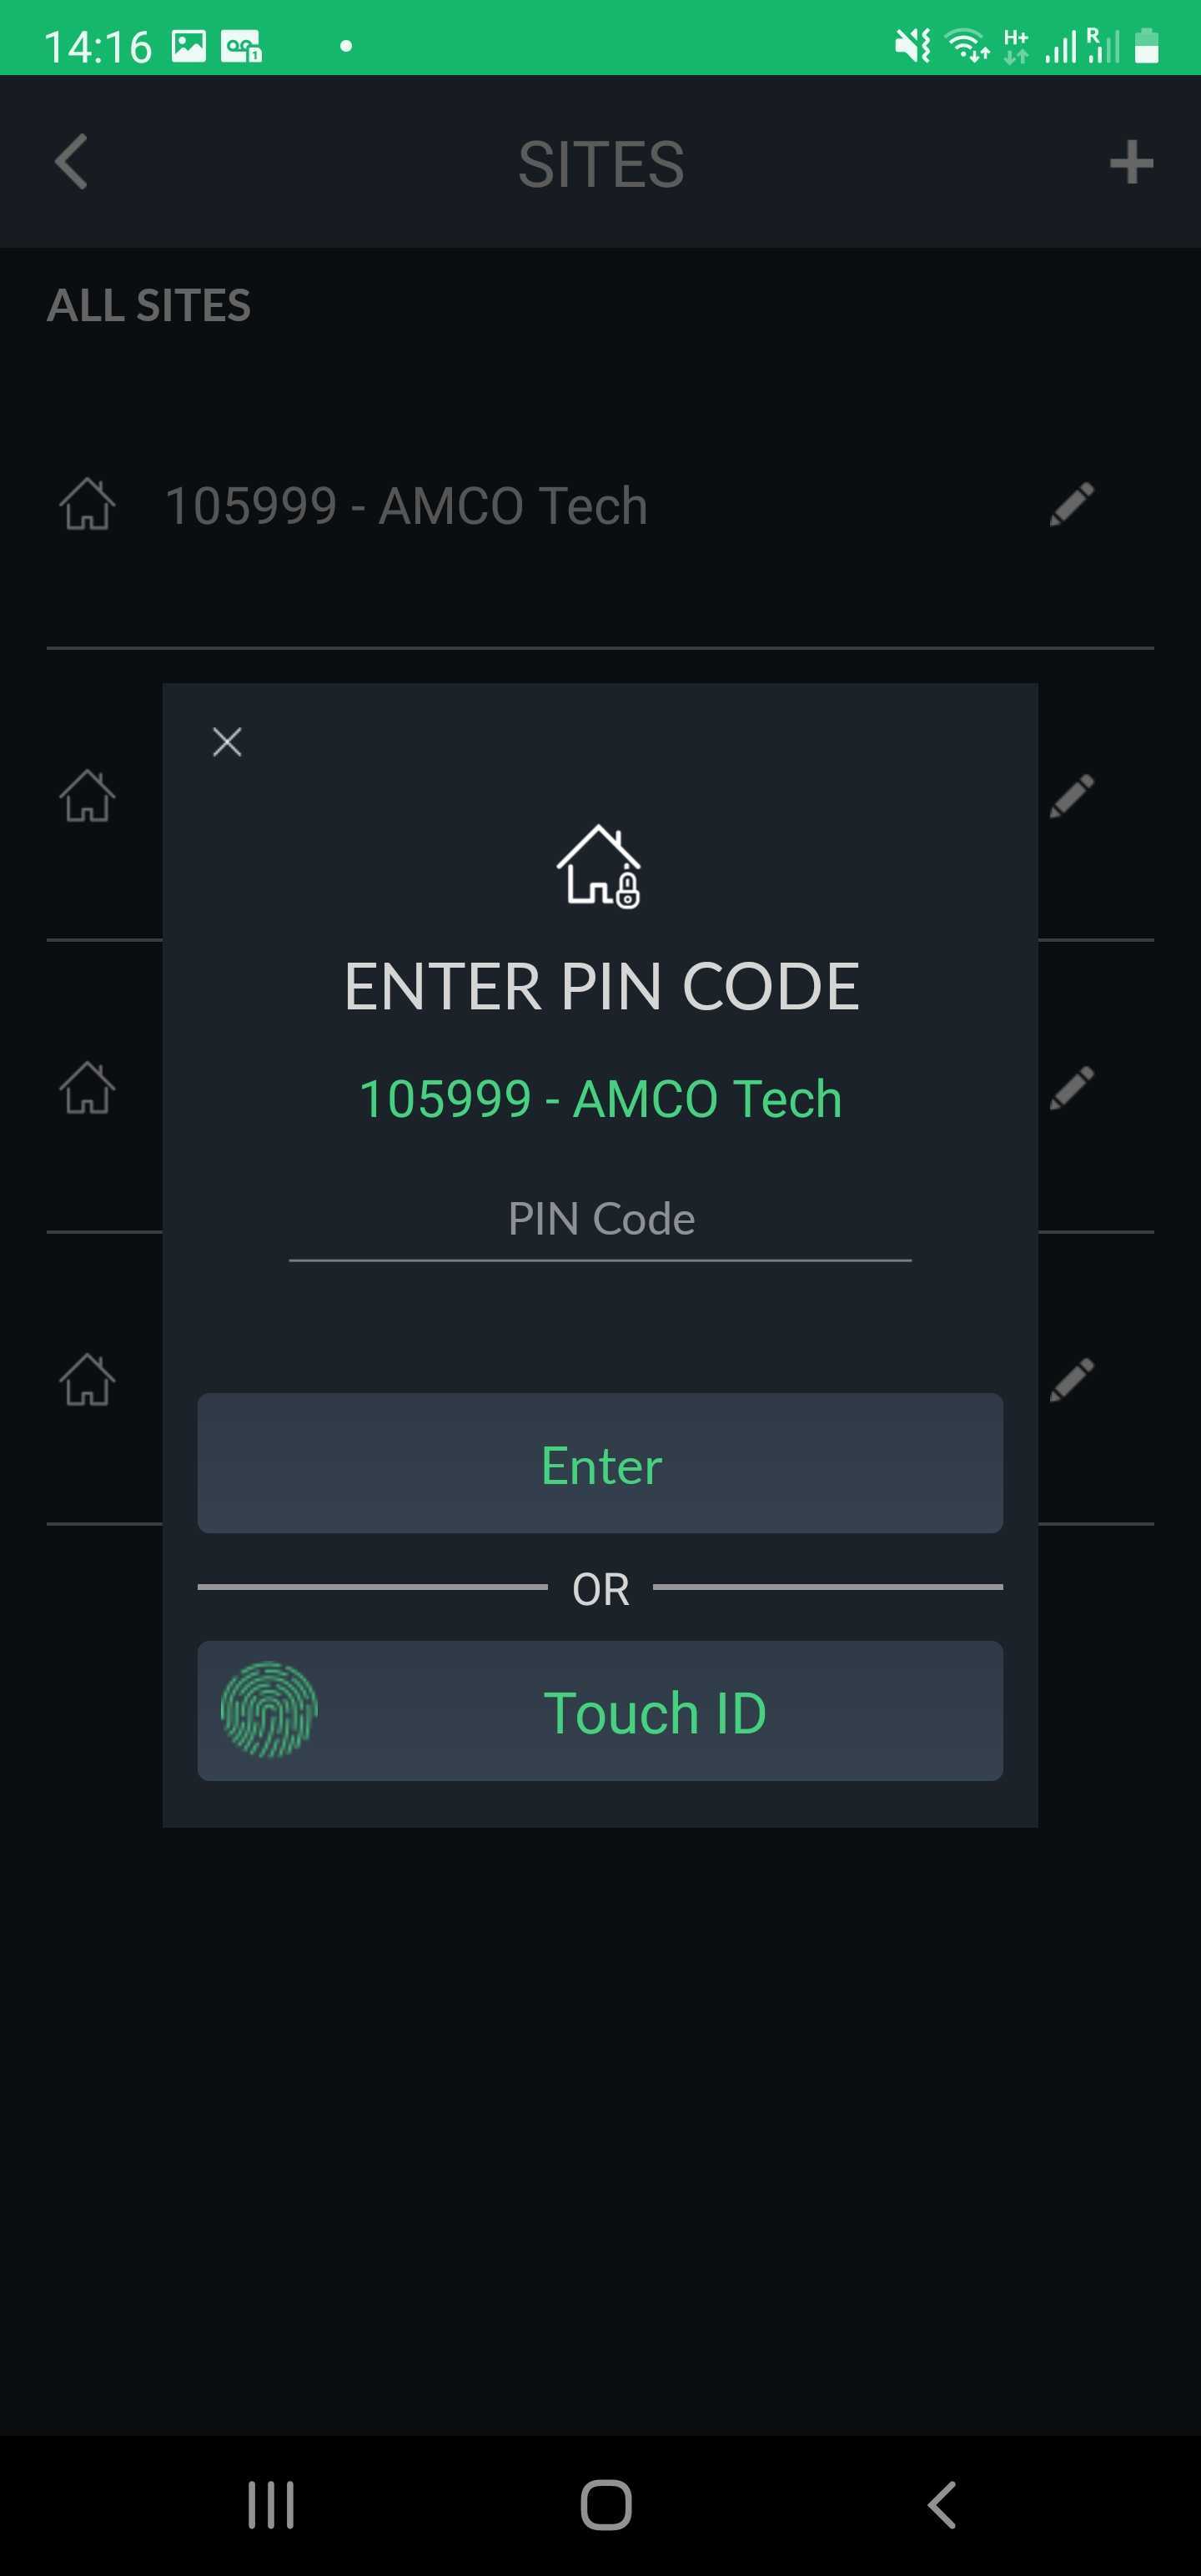 14:16
H+
R
SITES
ALL SITES
105999 - AMCO Tech
ENTER PIN CODE
105999 - AMCO Tech
PIN Code
Enter
OR
Touch ID